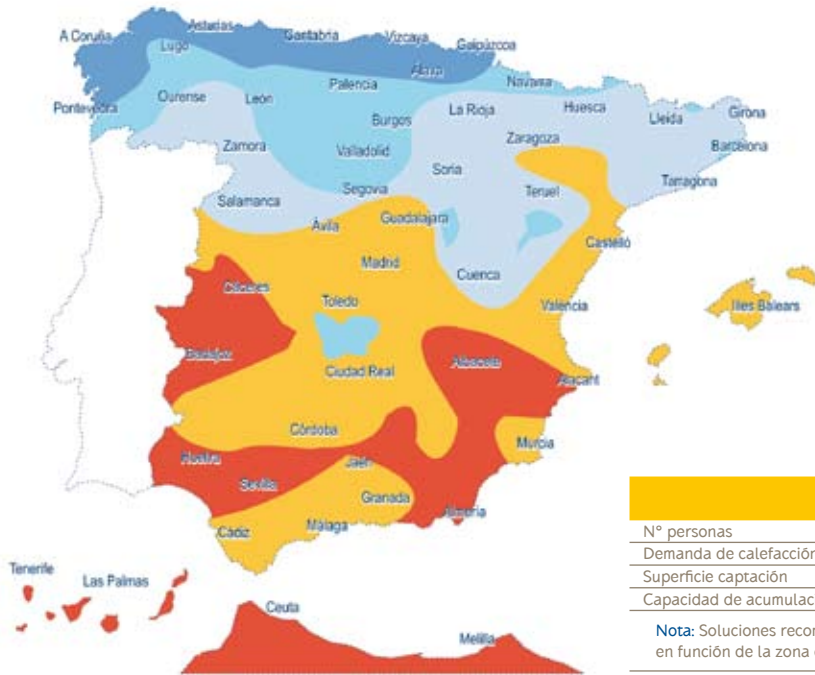 A Coruña
Lugo
Asturias
Cantabria
Vizcaya
Guipúzcoa
Álava
Navarra
Pontevedra
Ourense
León
Palencia
Burgos
La Rioja
Huesca
Lleida
Girona
Zamora
Valladolid
Soria
Zaragoza
Barcelona
Tarragona
Salamanca
Segovia
Teruel
Ávila
Guadalajara
Castelló
Madrid
Cuenca
Cáceres
Toledo
Valencia
Illes Balears
Badajoz
Ciudad Real
Albacete
Alacant
Córdoba
Murcia
Huelva
Jaén
Sevilla
Granada
Almería
Cádiz
Málaga
Tenerife
Las Palmas
Ceuta
Melilla
Nº personas
Demanda de calefacción
Superficie captación
Capacidad de acumulac
Nota: Soluciones recor
en función de la zona